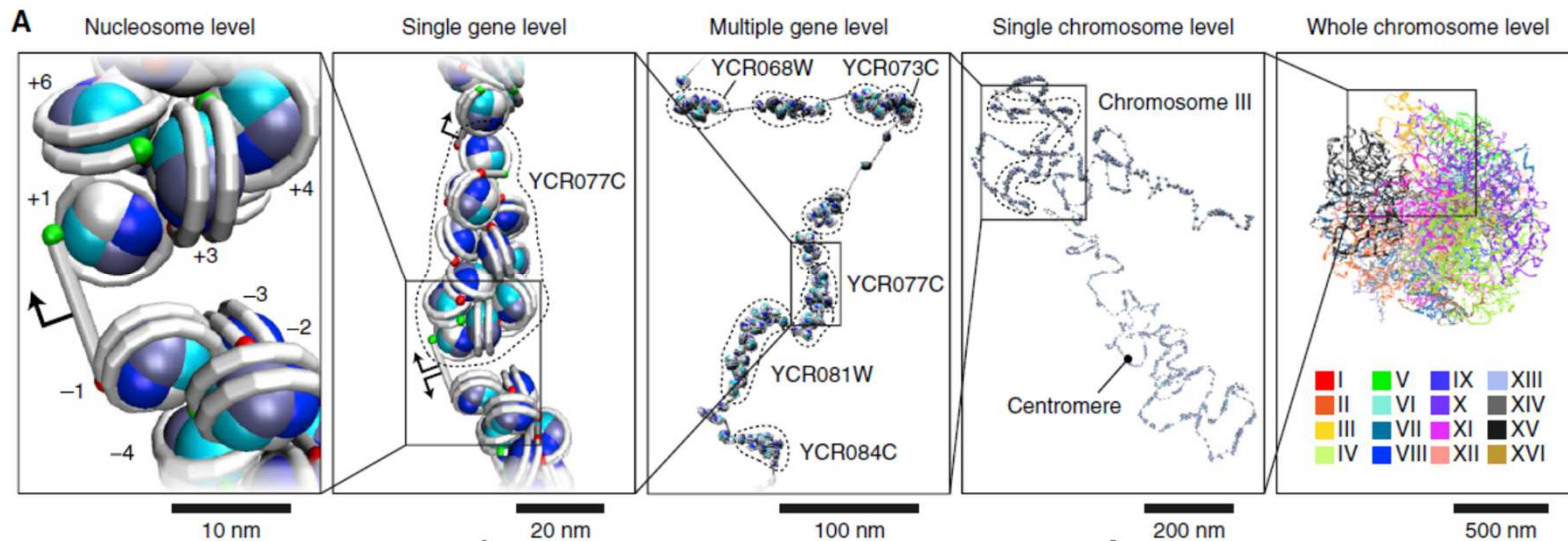 A
Nucleosome level
Single gene level
Multiple gene level
Single chromosome level
Whole chromosome level
+6
+1
+4
+3
−3
−2
−1
−4
10 nm
YCR077C
20 nm
YCR068W
YCR073C
YCR077C
YCR081W
YCR084C
100 nm
Chromosome III
Centromere
200 nm
I V IX XIII
II VI X XIV
III VII XI XV
IV VIII XII XVI
500 nm